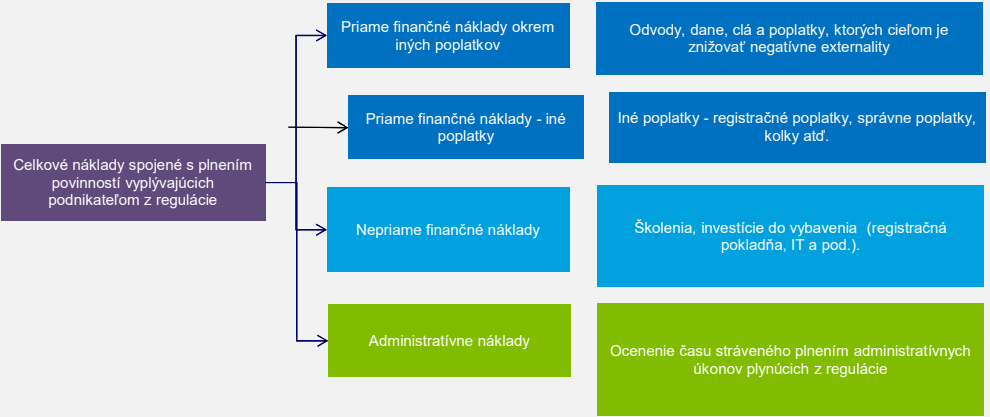 Priame finančné náklady okrem
iných poplatkov
Odvody, dane, clá a poplatky, ktorých cieľom je
znižovať negatívne externality
Priame finančné náklady - iné
poplatky
Iné poplatky - registračné poplatky, správne poplatky,
kolky atď.
Celkové náklady spojené s plnením
povinností vyplývajúcich
podnikateľom z regulácie
Nepriame finančné náklady
Školenia, investície do vybavenia  (registračná
pokladňa, IT a pod.).
Administratívne náklady
Ocenenie času stráveného plnením administratívnych
úkonov plynúcich z regulácie